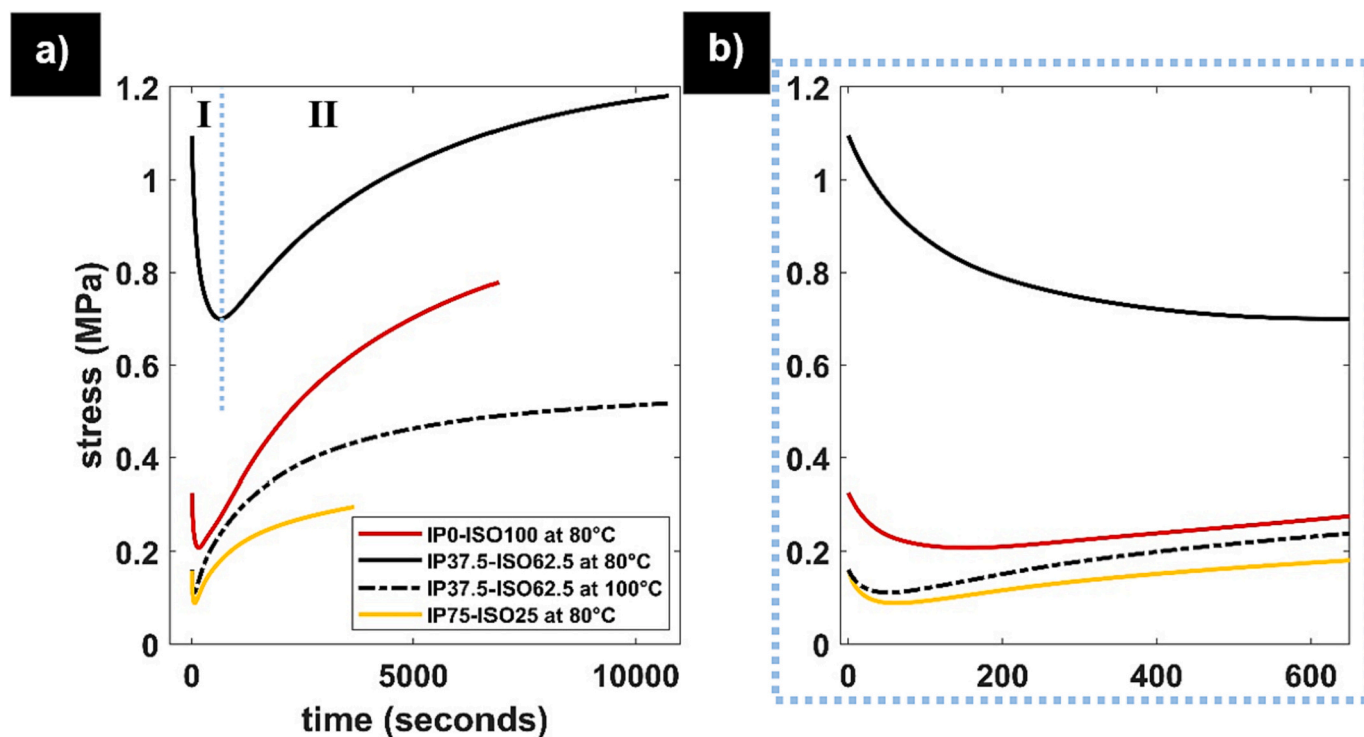 a)
1.2
1
0.8
0.6
0.4
0.2
0
stress (MPa)
I
II
IP0-ISO100 at 80°C
IP37.5-ISO62.5 at 80°C
IP37.5-ISO62.5 at 100°C
IP75-ISO25 at 80°C
0
5000
10000
time (seconds)
b)
1.2
1
0.8
0.6
0.4
0.2
0
0
200
400
600